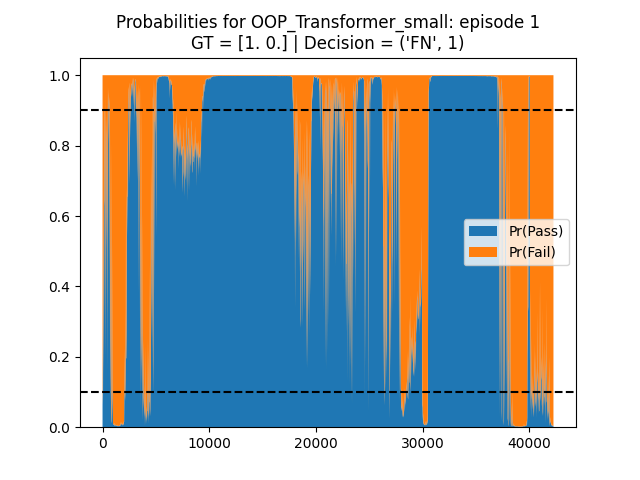 Probabilities for OOP_Transformer_small: episode 1
GT = [1. 0.] | Decision = ('FN', 1)
1.0
0.8
0.6
0.4
0.2
0.0
Pr(Pass)
Pr(Fail)
0 10000 20000 30000 40000